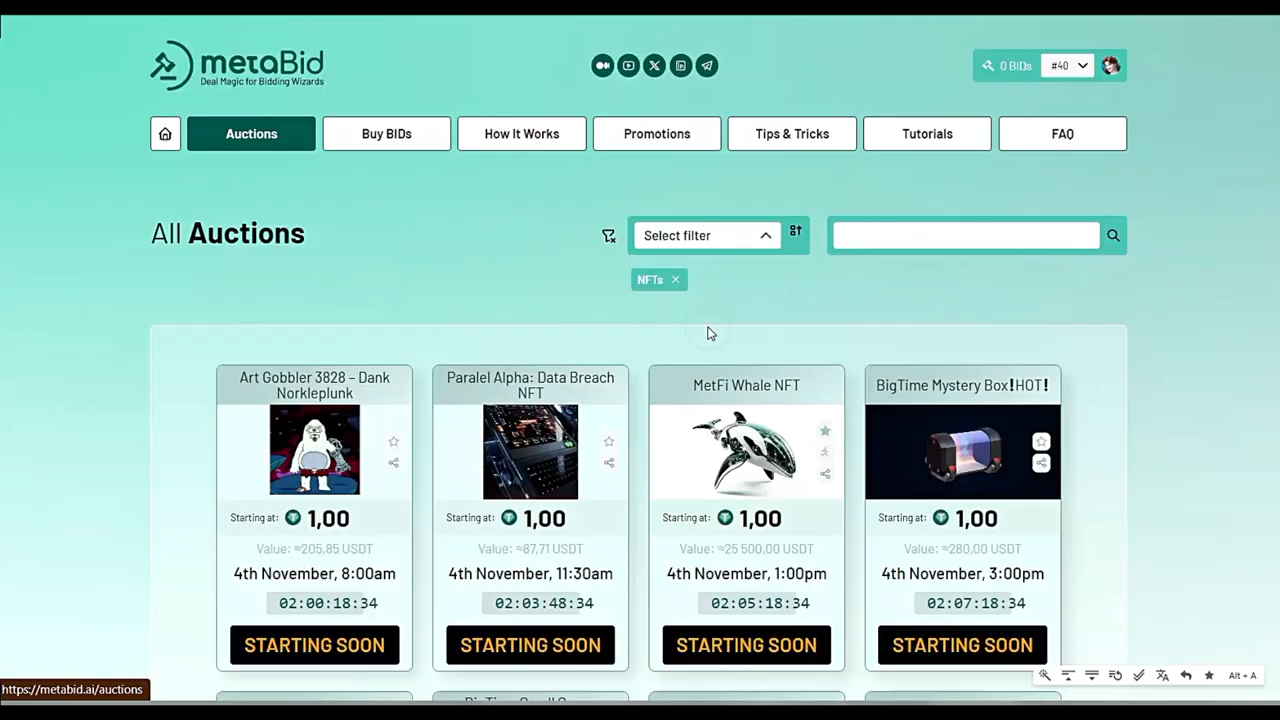 metaBid
Deal Magic for Bidding Wizards
0 BIDs
#40
Auctions
Buy BIDs
How It Works
Promotions
Tips & Tricks
Tutorials
FAQ
All Auctions
Select filter
NFTs ×
Art Gobbler 3828 – Dank
Norkleplunk
Starting at: 1,00
Value: ≈205,85 USDT
4th November, 8:00am
02:00:18:34
STARTING SOON
Paralel Alpha: Data Breach
NFT
Starting at: 1,00
Value: ≈87,71 USDT
4th November, 11:30am
02:03:48:34
STARTING SOON
MetFi Whale NFT
Starting at: 1,00
Value: ≈25 500,00 USDT
4th November, 1:00pm
02:05:18:34
STARTING SOON
BigTime Mystery Box❗HOT❗
Starting at: 1,00
Value: ≈280,00 USDT
4th November, 3:00pm
02:07:18:34
STARTING SOON
Alt + A
https://metabid.ai/auctions